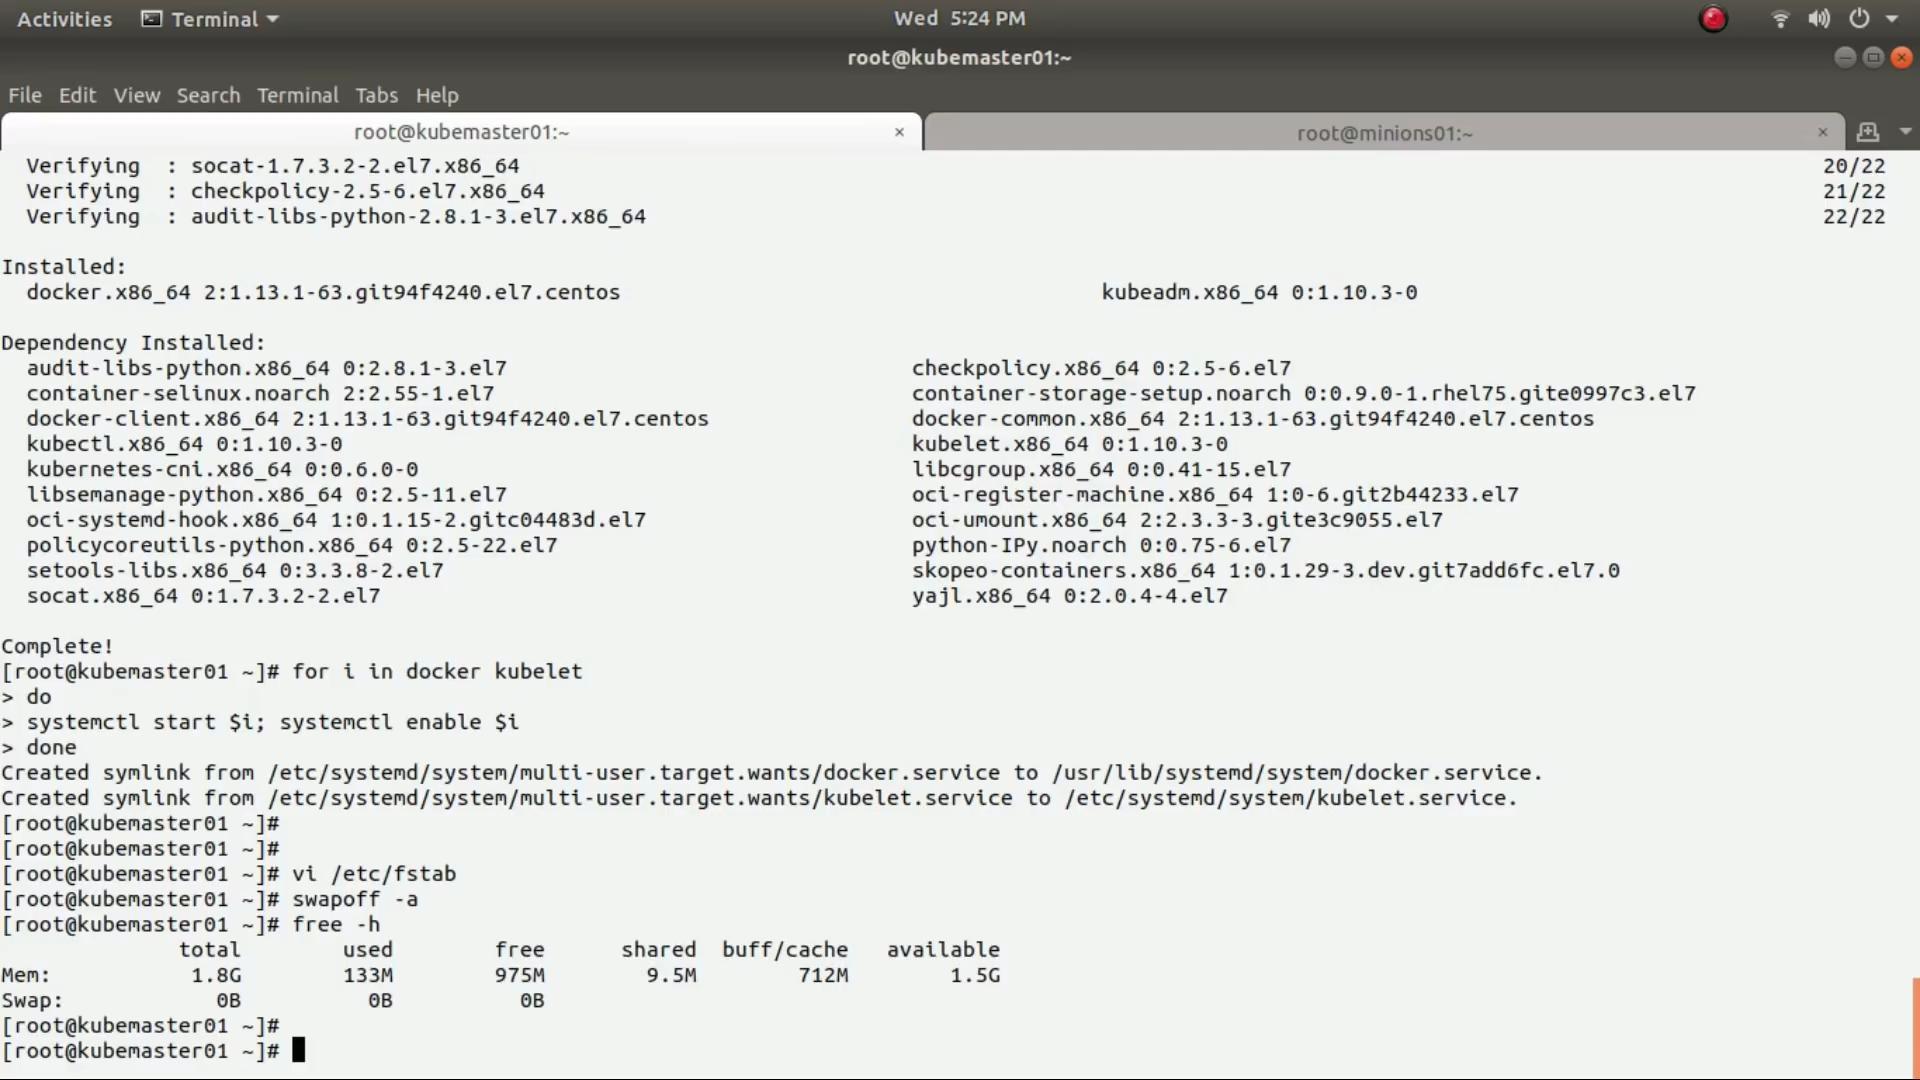 Activities Terminal Wed 5:24 PM
root@kubemaster01:~
File Edit View Search Terminal Tabs Help
root@kubemaster01:~ × root@minions01:~ ×
Verifying : socat-1.7.3.2-2.el7.x86_64 20/22
Verifying : checkpolicy-2.5-6.el7.x86_64 21/22
Verifying : audit-libs-python-2.8.1-3.el7.x86_64 22/22
Installed:
docker.x86_64 2:1.13.1-63.git94f4240.el7.centos kubeadm.x86_64 0:1.10.3-0
Dependency Installed:
audit-libs-python.x86_64 0:2.8.1-3.el7 checkpolicy.x86_64 0:2.5-6.el7
container-selinux.noarch 2:2.55-1.el7 container-storage-setup.noarch 0:0.9.0-1.rhel75.gite0997c3.el7
docker-client.x86_64 2:1.13.1-63.git94f4240.el7.centos docker-common.x86_64 2:1.13.1-63.git94f4240.el7.centos
kubectl.x86_64 0:1.10.3-0 kubelet.x86_64 0:1.10.3-0
kubernetes-cni.x86_64 0:0.6.0-0 libcgroup.x86_64 0:0.41-15.el7
libsemanage-python.x86_64 0:2.5-11.el7 oci-register-machine.x86_64 1:0-6.git2b44233.el7
oci-systemd-hook.x86_64 1:0.1.15-2.gitc04483d.el7 oci-umount.x86_64 2:2.3.3-3.gite3c9055.el7
policycoreutils-python.x86_64 0:2.5-22.el7 python-IPy.noarch 0:0.75-6.el7
setools-libs.x86_64 0:3.3.8-2.el7 skopeo-containers.x86_64 1:0.1.29-3.dev.git7add6fc.el7.0
socat.x86_64 0:1.7.3.2-2.el7 yajl.x86_64 0:2.0.4-4.el7
Complete!
[root@kubemaster01 ~]# for i in docker kubelet
> do
> systemctl start $i; systemctl enable $i
> done
Created symlink from /etc/systemd/system/multi-user.target.wants/docker.service to /usr/lib/systemd/system/docker.service.
Created symlink from /etc/systemd/system/multi-user.target.wants/kubelet.service to /etc/systemd/system/kubelet.service.
[root@kubemaster01 ~]#
[root@kubemaster01 ~]#
[root@kubemaster01 ~]# vi /etc/fstab
[root@kubemaster01 ~]# swapoff -a
[root@kubemaster01 ~]# free -h
total used free shared buff/cache available
Mem: 1.8G 133M 975M 9.5M 712M 1.5G
Swap: 0B 0B 0B
[root@kubemaster01 ~]#
[root@kubemaster01 ~]#